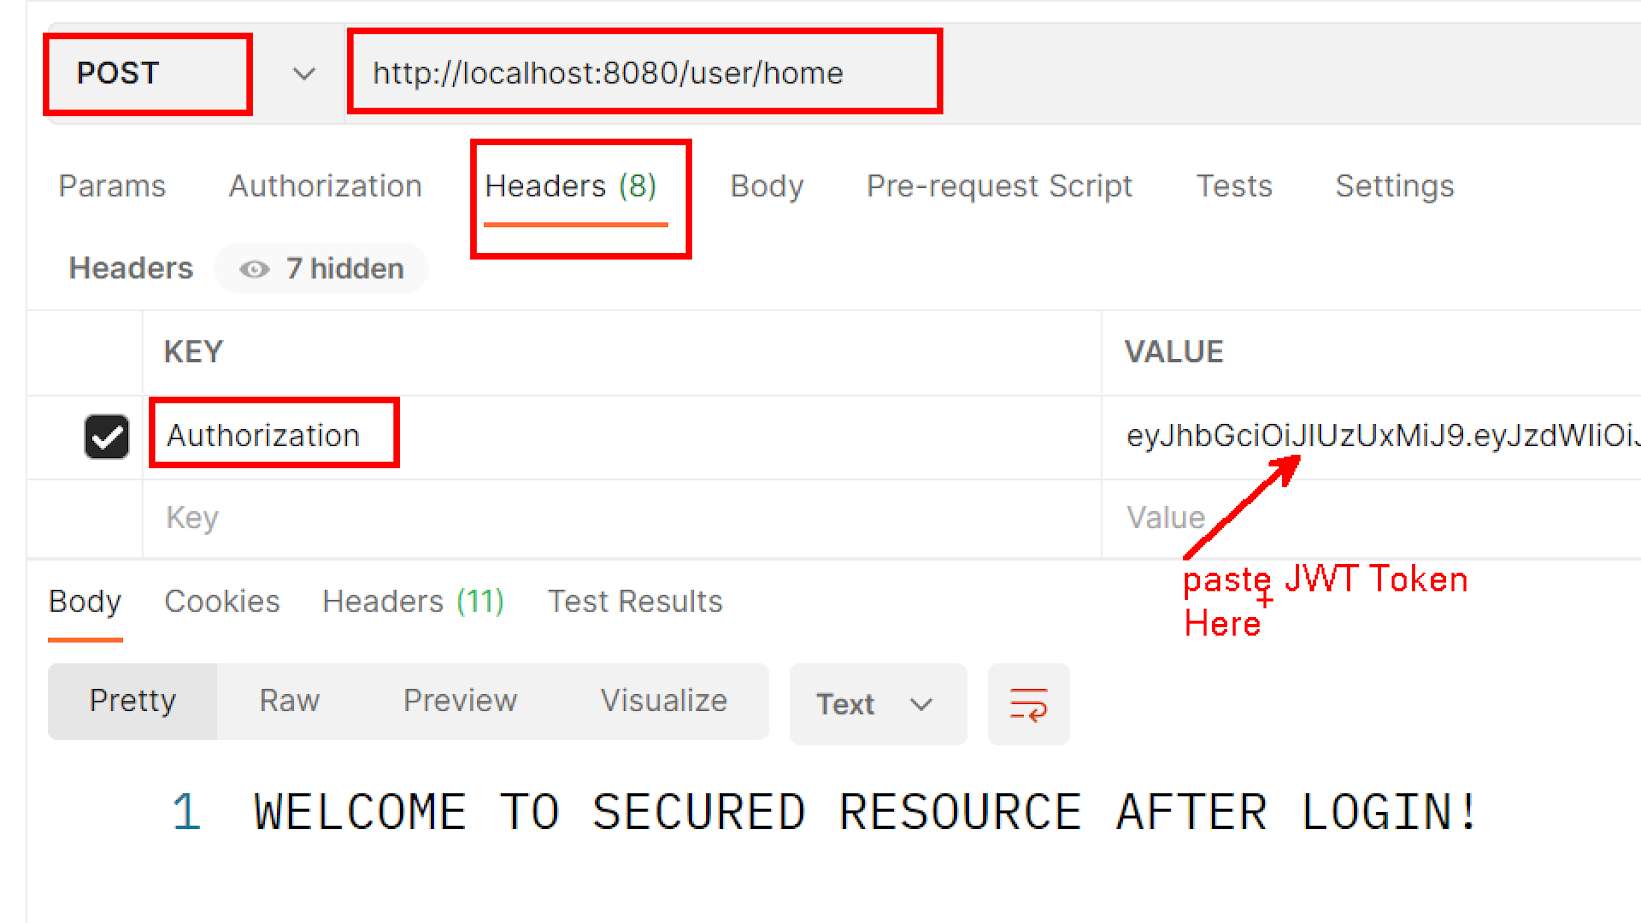 POST http://localhost:8080/user/home
Params Authorization Headers (8) Body Pre-request Script Tests Settings
Headers 7 hidden
KEY VALUE
Authorization eyJhbGciOiJIUzUxMiJ9.eyJzdWIiOiJ
Key Value
paste JWT Token
Here
Body Cookies Headers (11) Test Results
Pretty Raw Preview Visualize Text
1 WELCOME TO SECURED RESOURCE AFTER LOGIN!